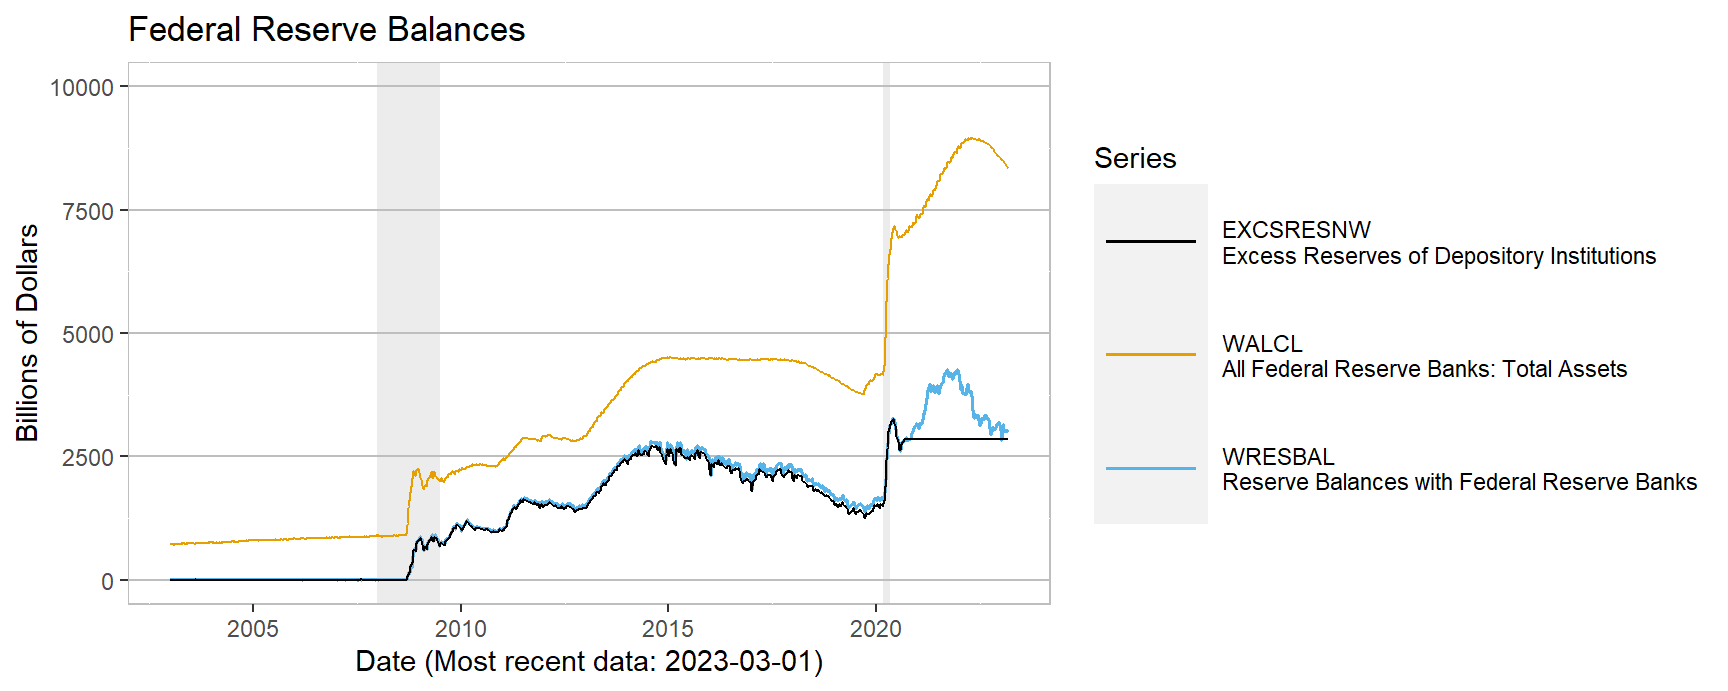 Federal Reserve Balances
10000
7500
5000
2500
0
Billions of Dollars
2005
2010
2015
2020
Date (Most recent data: 2023-03-01)
Series
EXCSRESNW
Excess Reserves of Depository Institutions
WALCL
All Federal Reserve Banks: Total Assets
WRESBAL
Reserve Balances with Federal Reserve Banks